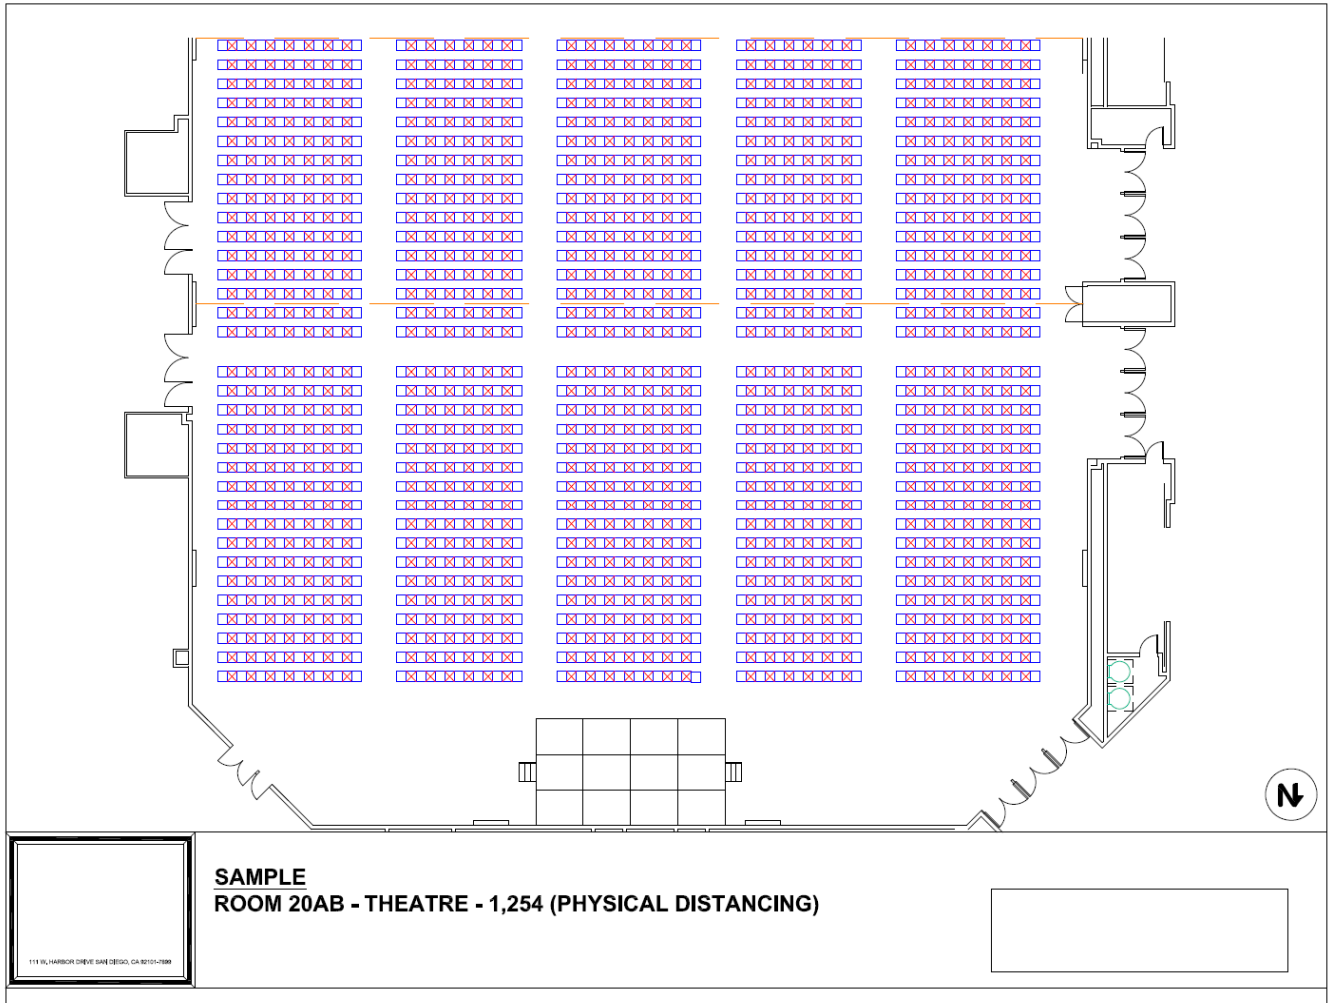 N
SAMPLE
ROOM 20AB - THEATRE - 1,254 (PHYSICAL DISTANCING)
111 W. HARBOR DRIVE SAN DIEGO, CA 92101-7899